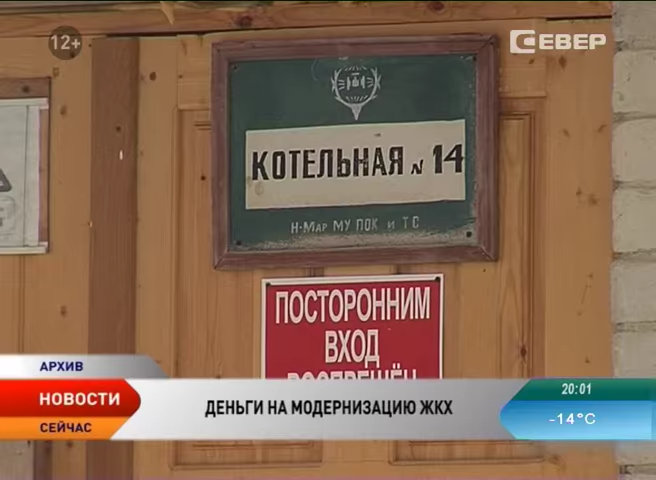 12+
СЕВЕР
КОТЕЛЬНАЯ N 14
Н-МАР МУ ПОК И ТС
ПОСТОРОННИМ
ВХОД
ВОСПРЕЩЁН
АРХИВ
НОВОСТИ
СЕЙЧАС
ДЕНЬГИ НА МОДЕРНИЗАЦИЮ ЖКХ
20:01
-14°C